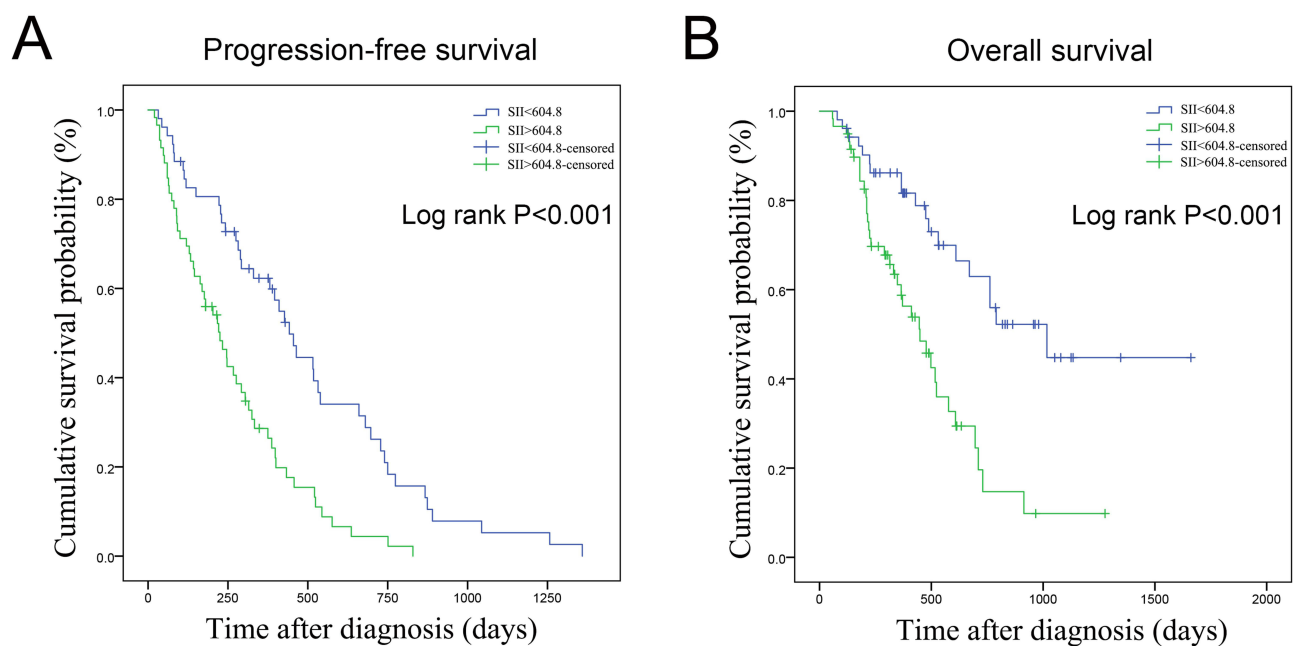 A
Progression-free survival
Cumulative survival probability (%)
1.0
0.8
0.6
0.4
0.2
0.0
SII<604.8
SII>604.8
SII<604.8-censored
SII>604.8-censored
Log rank P<0.001
0 250 500 750 1000 1250
Time after diagnosis (days)
B
Overall survival
Cumulative survival probability (%)
1.0
0.8
0.6
0.4
0.2
0.0
SII<604.8
SII>604.8
SII<604.8-censored
SII>604.8-censored
Log rank P<0.001
0 500 1000 1500 2000
Time after diagnosis (days)